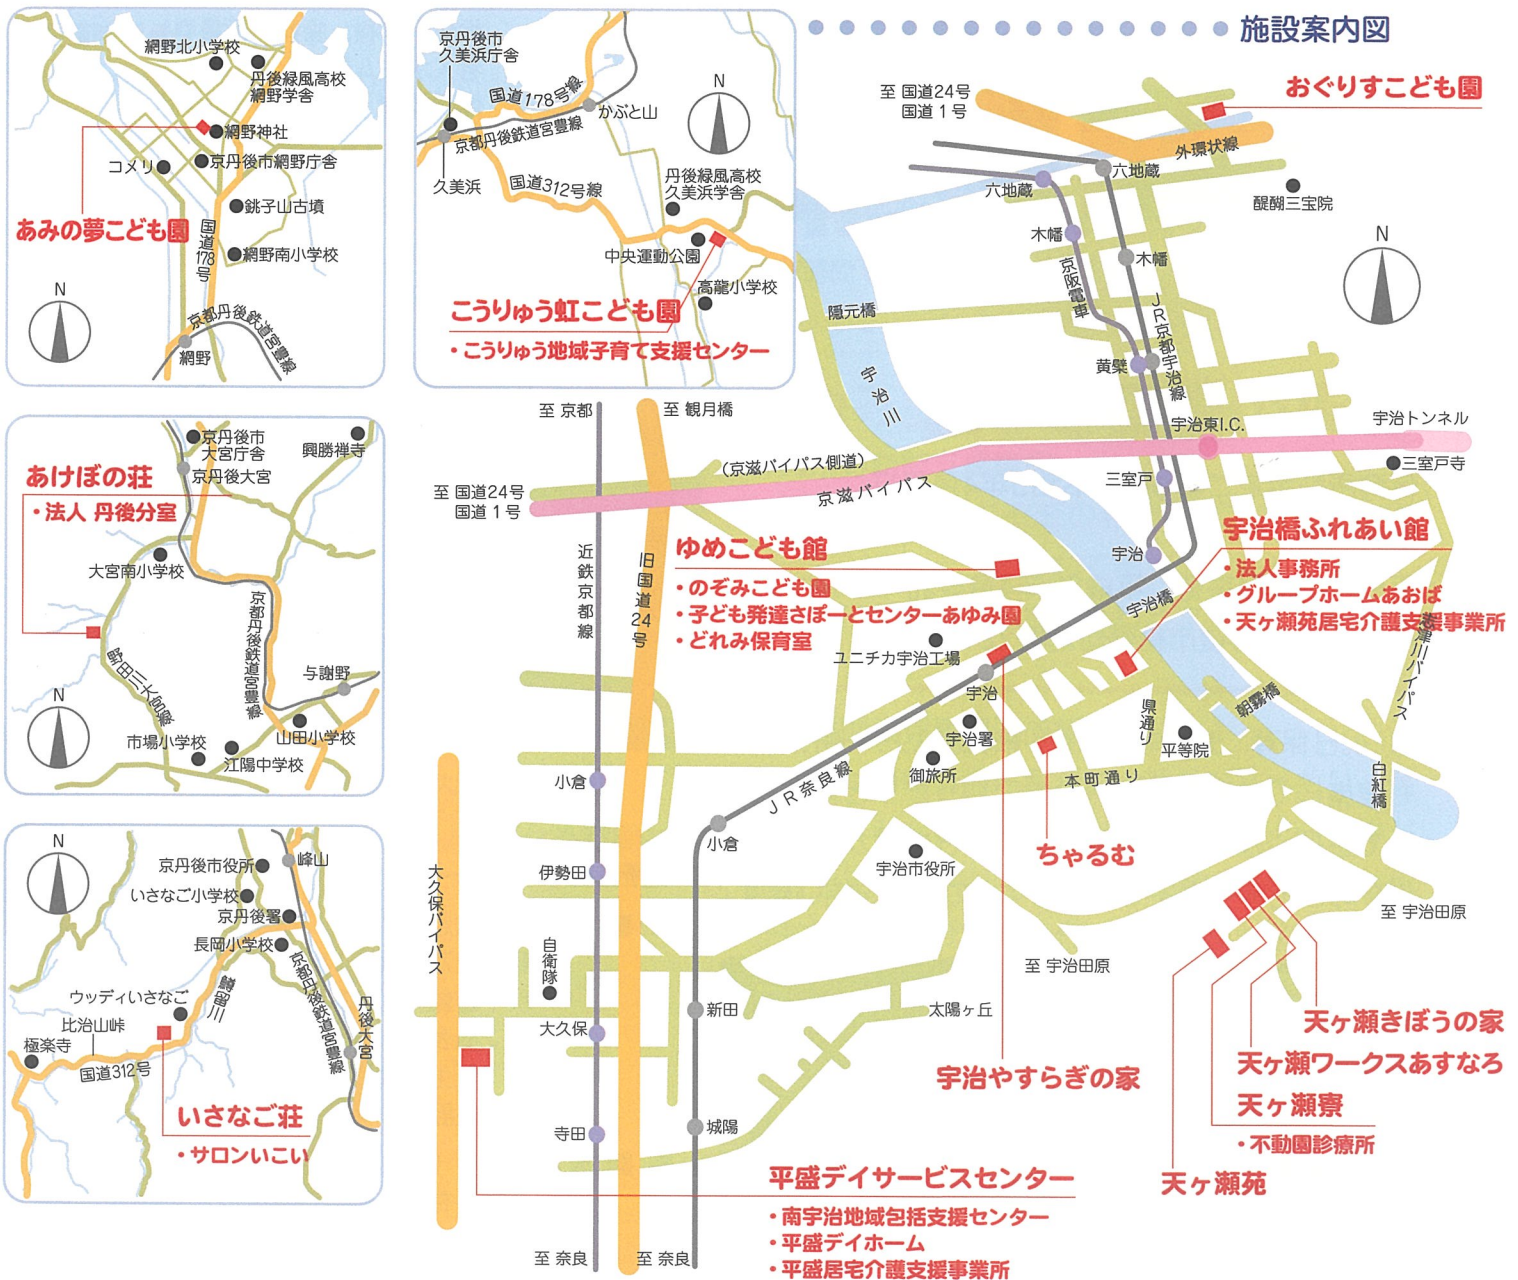 施設案内図
網野北小学校
丹後緑風高校
網野学舎
網野神社
コメリ
京丹後市網野庁舎
銚子山古墳
あみの夢こども園
国道178号
網野南小学校
N
京都丹後鉄道宮豊線
網野
京丹後市
久美浜庁舎
国道178号線
かぶと山
N
京都丹後鉄道宮豊線
久美浜
国道312号線
丹後緑風高校
久美浜学舎
中央運動公園
高龍小学校
こうりゅう虹こども園
・こうりゅう地域子育て支援センター
京丹後市
大宮庁舎
興勝禅寺
京丹後大宮
あけぼの荘
・法人 丹後分室
大宮南小学校
京都丹後鉄道宮豊線
野田川大宮線
与謝野
N
市場小学校
江陽中学校
山田小学校
N
京丹後市役所
峰山
いさなご小学校
京丹後署
長岡小学校
京都丹後鉄道宮豊線
鱒留川
ウッディいさなご
丹後大宮
比治山峠
極楽寺
国道312号
いさなご荘
・サロンいこい
至 国道24号
国道１号
おぐりすこども園
外環状線
六地蔵
六地蔵
醍醐三宝院
木幡
木幡
N
京阪電車
ＪＲ京都宇治線
隠元橋
黄檗
宇治川
至 京都
至 観月橋
宇治東I.C.
宇治トンネル
（京滋バイパス側道）
京滋バイパス
三室戸
三室戸寺
至 国道24号
国道１号
近鉄京都線
旧国道24号
ゆめこども館
・のぞみこども園
・子ども発達さぽーとセンターあゆみ園
・どれみ保育室
宇治
宇治橋ふれあい館
・法人事務所
・グループホームあおば
・天ヶ瀬苑居宅介護支援事業所
宇治橋
ユニチカ宇治工場
宇治
津川バイパス
朝霧橋
県通り
宇治署
平等院
御旅所
本町通り
白紅橋
ＪＲ奈良線
小倉
小倉
ちゃるむ
伊勢田
宇治市役所
大久保バイパス
至 宇治田原
至 宇治田原
自衛隊
新田
太陽ヶ丘
大久保
天ヶ瀬きぼうの家
天ヶ瀬ワークスあすなろ
宇治やすらぎの家
天ヶ瀬寮
・不動園診療所
天ヶ瀬苑
寺田
城陽
平盛デイサービスセンター
・南宇治地域包括支援センター
・平盛デイホーム
・平盛居宅介護支援事業所
至 奈良
至 奈良